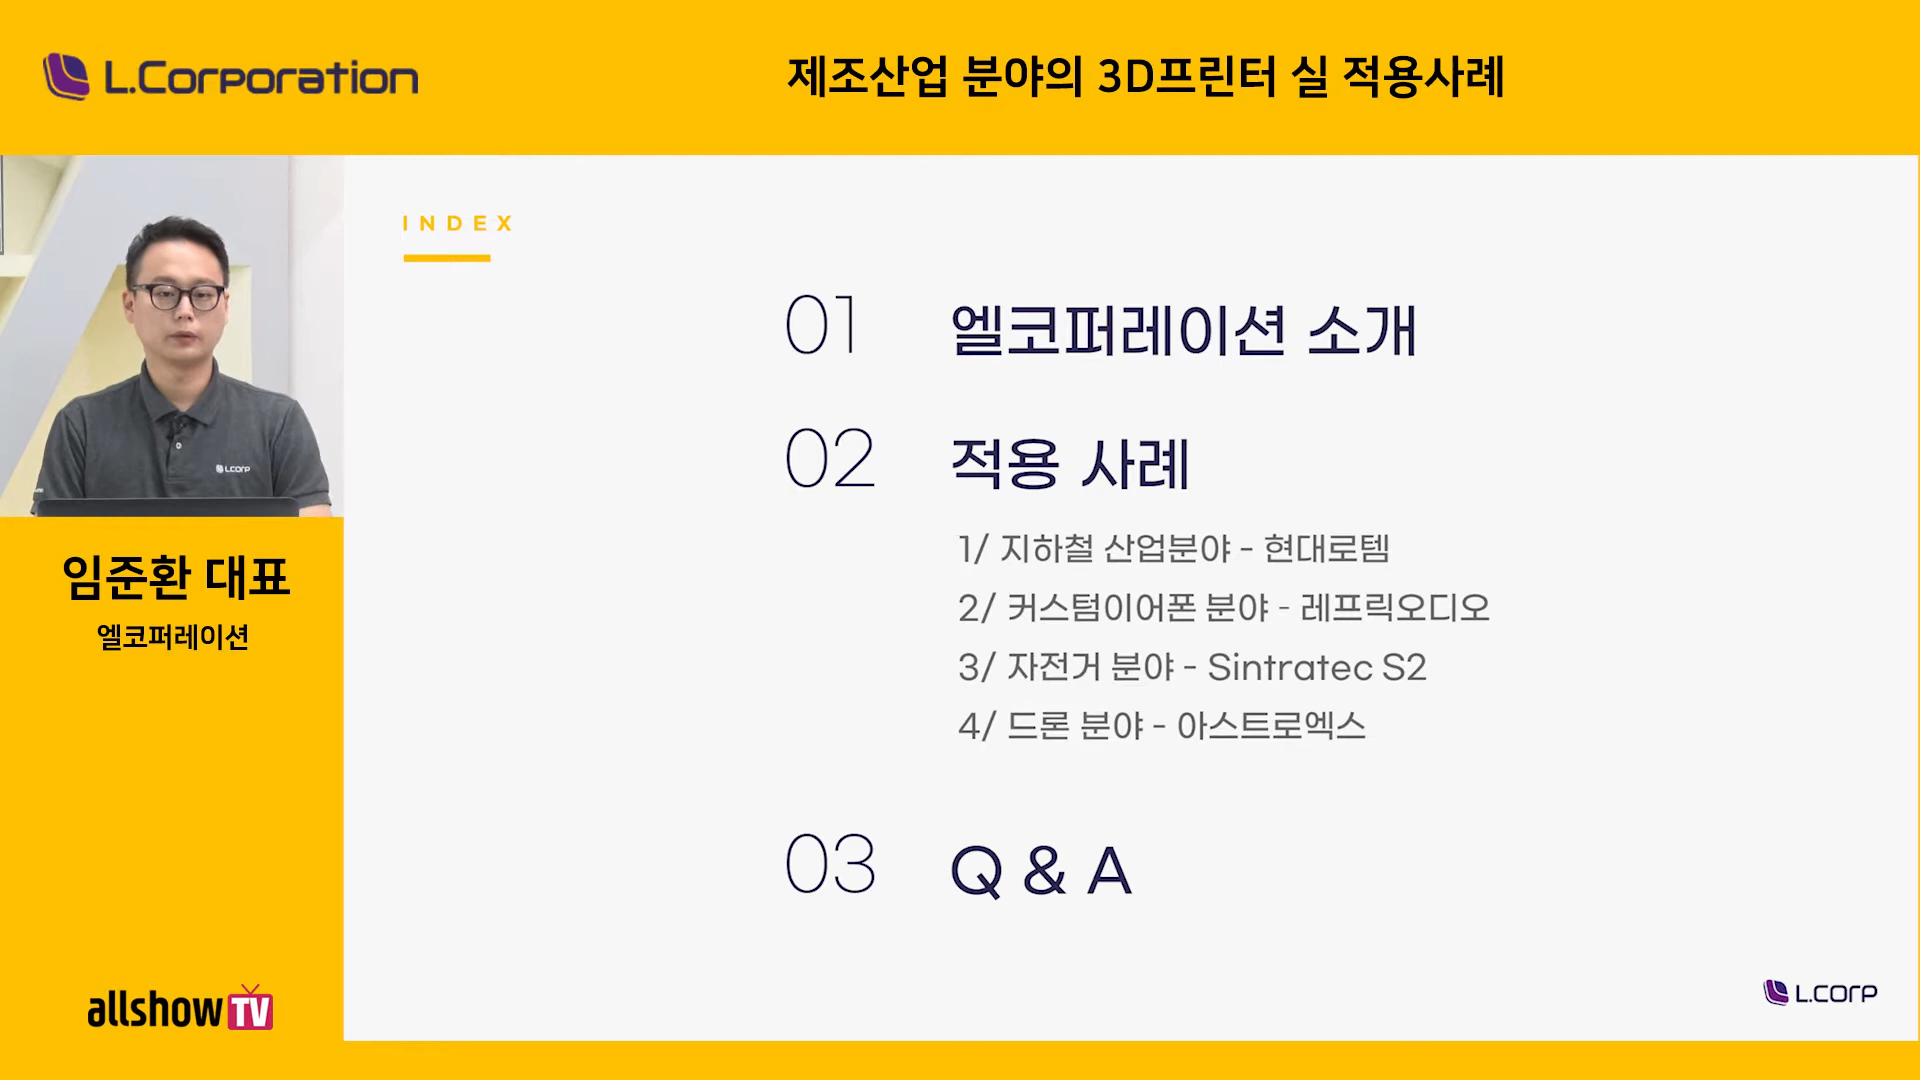 L.Corporation
제조산업 분야의 3D프린터 실 적용사례
INDEX
01 엘코퍼레이션 소개
02 적용 사례
1/ 지하철 산업분야 - 현대로템
2/ 커스텀이어폰 분야 - 레프릭오디오
3/ 자전거 분야 - Sintratec S2
4/ 드론 분야 - 아스트로엑스
03 Q & A
L.CORP
임준환 대표
엘코퍼레이션
allshowTV
L.CORP